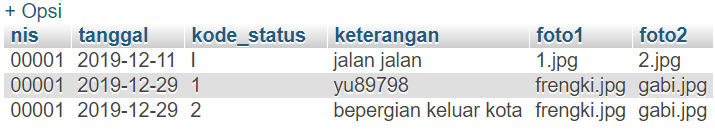 + Opsi
nis tanggal kode_status keterangan foto1 foto2
00001 2019-12-11 I jalan jalan 1.jpg 2.jpg
00001 2019-12-29 1 yu89798 frengki.jpg gabi.jpg
00001 2019-12-29 2 bepergian keluar kota frengki.jpg gabi.jpg